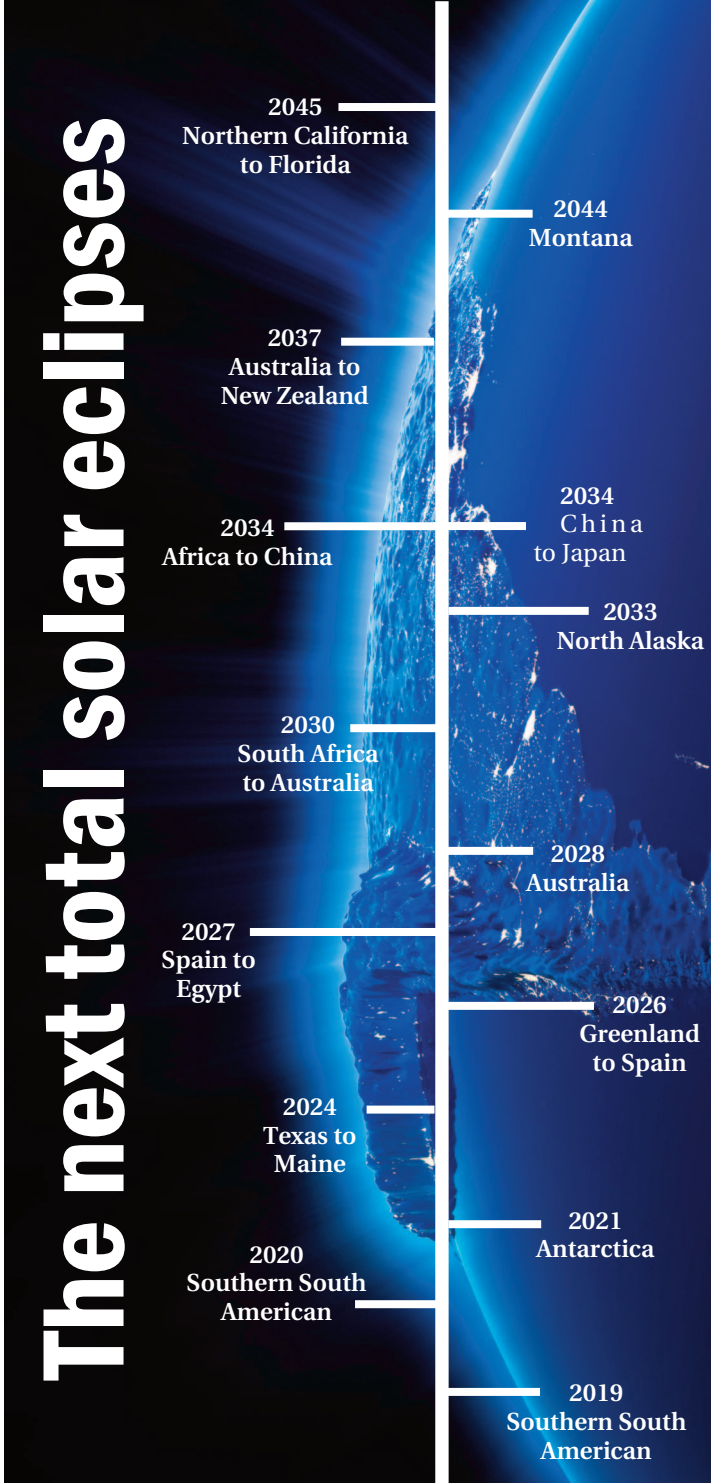 The next total solar eclipses
2045
Northern California
to Florida
2044
Montana
2037
Australia to
New Zealand
2034
Africa to China
2034
China
to Japan
2033
North Alaska
2030
South Africa
to Australia
2028
Australia
2027
Spain to
Egypt
2026
Greenland
to Spain
2024
Texas to
Maine
2021
Antarctica
2020
Southern South
American
2019
Southern South
American